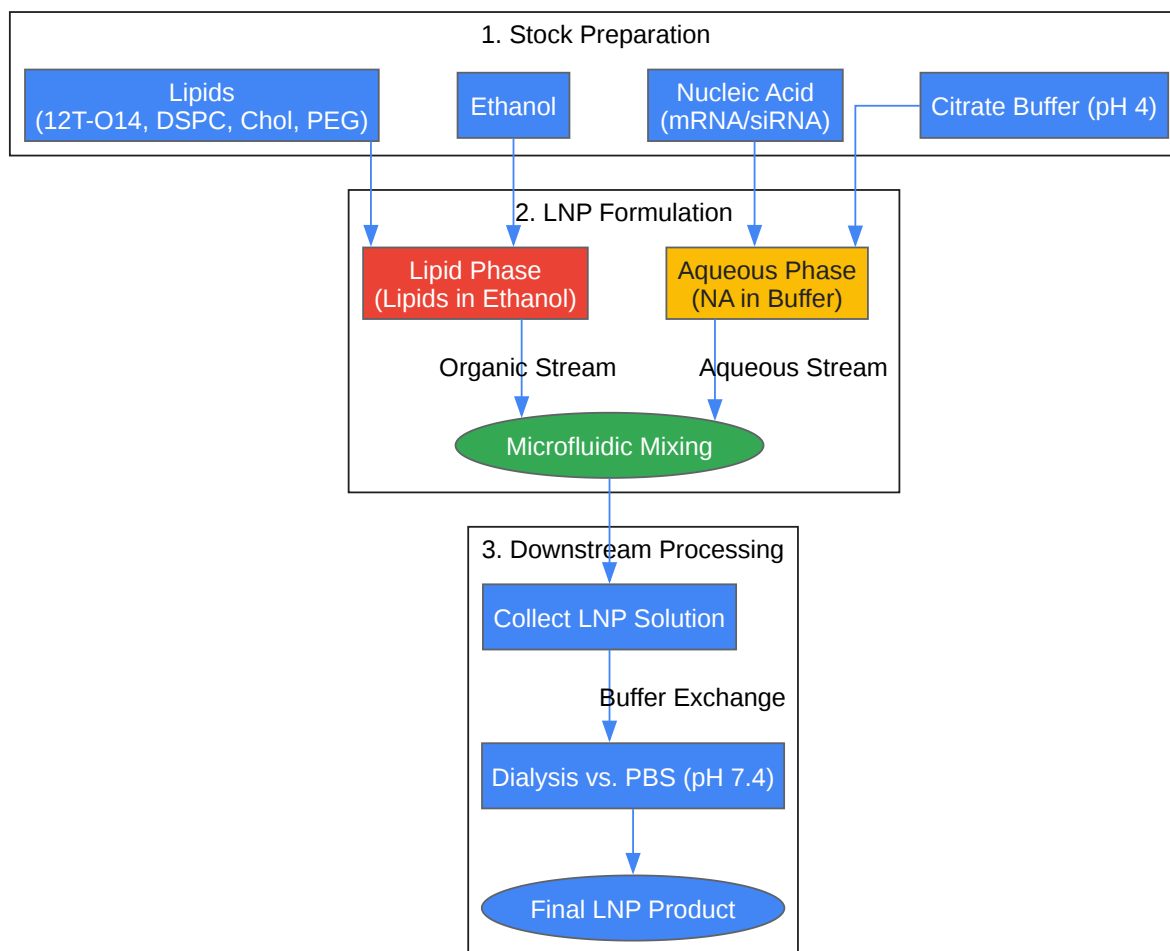 1. Stock Preparation
Lipids
(12T-O14, DSPC, Chol, PEG)
Ethanol
Nucleic Acid
(mRNA/siRNA)
Citrate Buffer (pH 4)
2. LNP Formulation
Lipid Phase
(Lipids in Ethanol)
Aqueous Phase
(NA in Buffer)
Organic Stream
Aqueous Stream
Microfluidic Mixing
3. Downstream Processing
Collect LNP Solution
Buffer Exchange
Dialysis vs. PBS (pH 7.4)
Final LNP Product